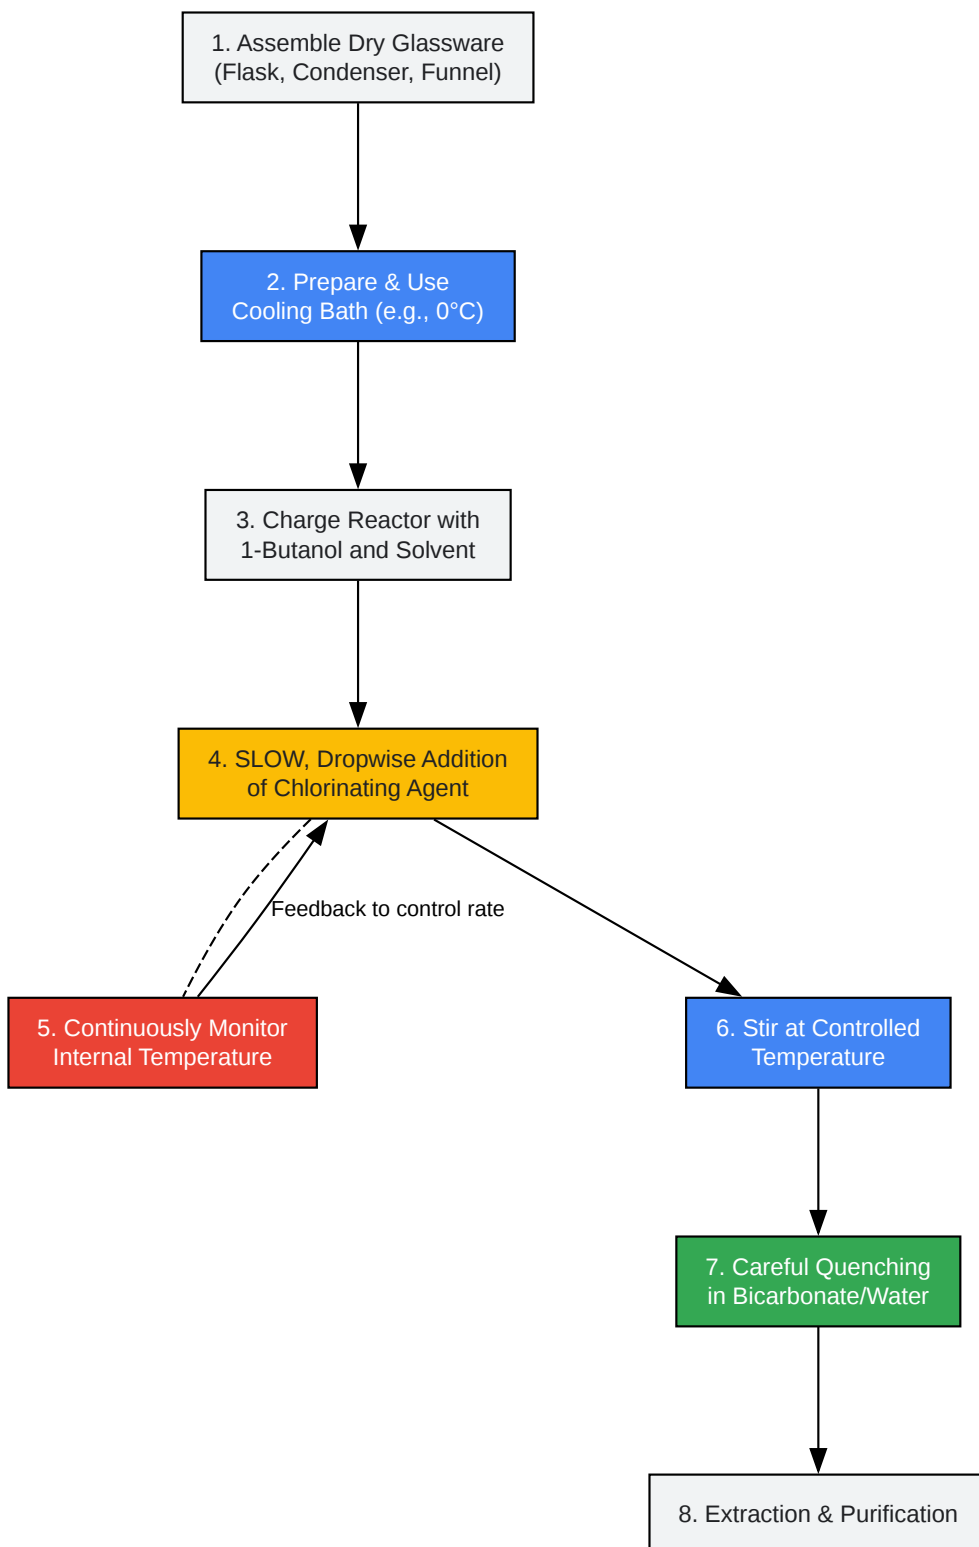 1. Assemble Dry Glassware
(Flask, Condenser, Funnel)
2. Prepare & Use
Cooling Bath (e.g., 0°C)
3. Charge Reactor with
1-Butanol and Solvent
4. SLOW, Dropwise Addition
of Chlorinating Agent
Feedback to control rate
5. Continuously Monitor
Internal Temperature
6. Stir at Controlled
Temperature
7. Careful Quenching
in Bicarbonate/Water
8. Extraction & Purification